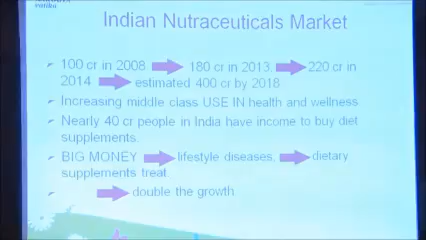 Indian Nutraceuticals Market
100 cr in 2008 180 cr in 2013 220 cr in
2014. estimated 400 cr by 2018.
Increasing middle class USE IN health and wellness
Nearly 40 cr people in India have income to buy diet
supplements.
BIG MONEY lifestyle diseases, dietary
supplements treat.
double the growth.